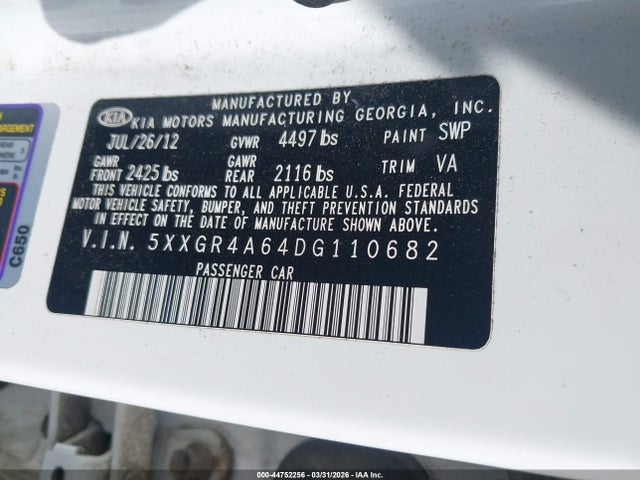 MANUFACTURED BY
KIA KIA MOTORS MANUFACTURING GEORGIA, INC.
JUL/26/12 GVWR 4497 lbs PAINT SWP
GAWR FRONT 2425 lbs GAWR REAR 2116 lbs TRIM VA
THIS VEHICLE CONFORMS TO ALL APPLICABLE U.S.A. FEDERAL
MOTOR VEHICLE SAFETY, BUMPER, AND THEFT PREVENTION STANDARDS
IN EFFECT ON THE DATE OF MANUFACTURE SHOWN ABOVE.
V.I.N. 5XXGR4A64DG110682
PASSENGER CAR
C650
000-44752256 - 03/31/2026 - IAA Inc.